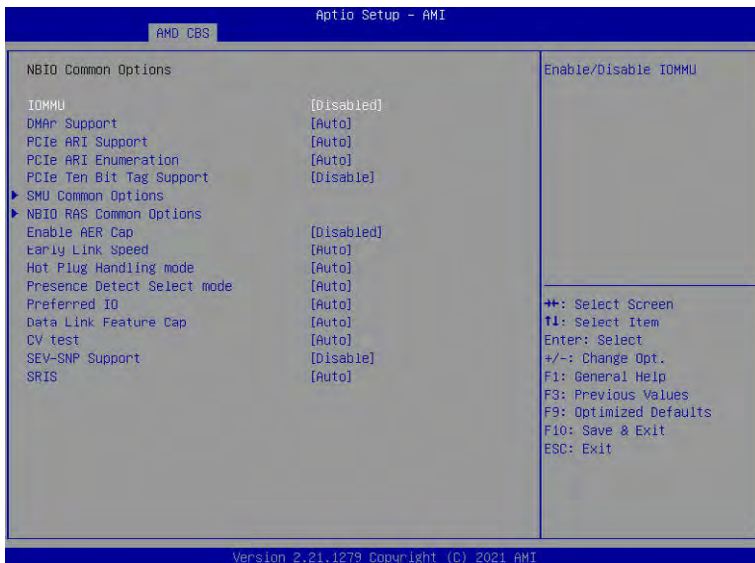 Aptio Setup - AMI
AMD CBS
NBIO Common Options
IOMMU [Disabled]
DMAr Support [Auto]
PCIe ARI Support [Auto]
PCIe ARI Enumeration [Auto]
PCIe Ten Bit Tag Support [Disable]
SMU Common Options
NBIO RAS Common Options
Enable AER Cap [Disabled]
Early Link Speed [Auto]
Hot Plug Handling mode [Auto]
Presence Detect Select mode [Auto]
Preferred IO [Auto]
Data Link Feature Cap [Auto]
CV test [Auto]
SEV-SNP Support [Disable]
SRIS [Auto]
Enable/Disable IOMMU
→←: Select Screen
↑↓: Select Item
Enter: Select
+/-: Change Opt.
F1: General Help
F3: Previous Values
F9: Optimized Defaults
F10: Save & Exit
ESC: Exit
Version 2.21.1279 Copyright (C) 2021 AMI